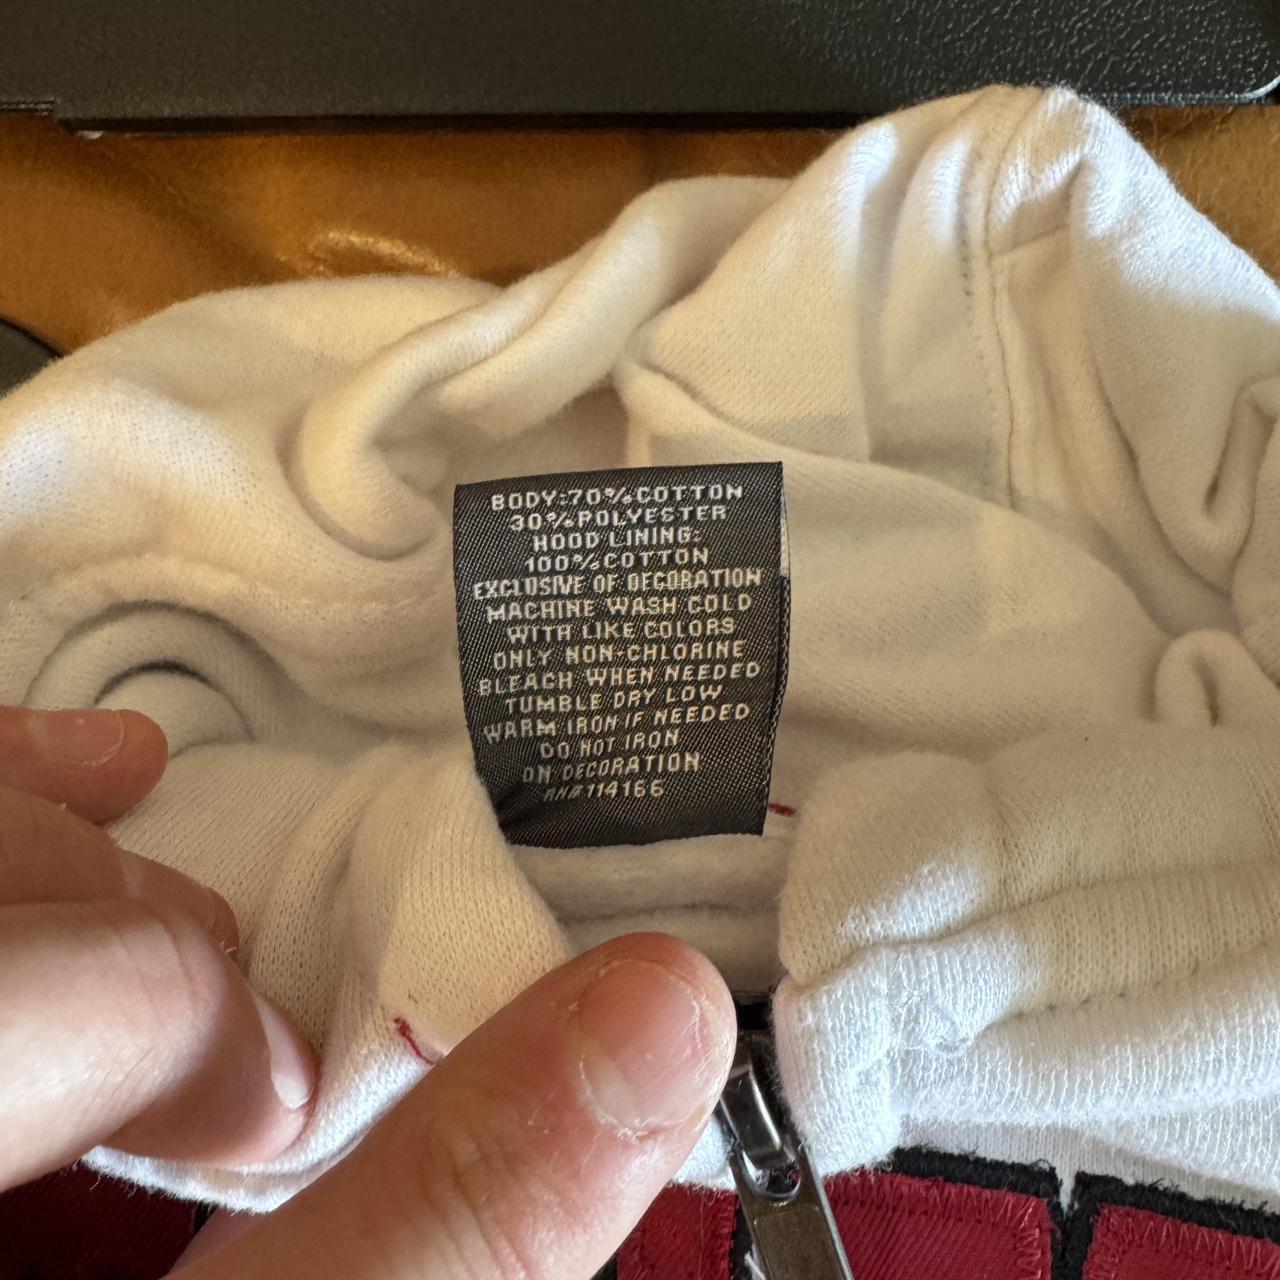 BODY:70%COTTON
30%POLYESTER
HOOD LINING:
100%COTTON
EXCLUSIVE OF DECORATION
MACHINE WASH COLD
WITH LIKE COLORS
ONLY NON-CHLORINE
BLEACH WHEN NEEDED
TUMBLE DRY LOW
WARM IRON IF NEEDED
DO NOT IRON
ON DECORATION
RN#114166